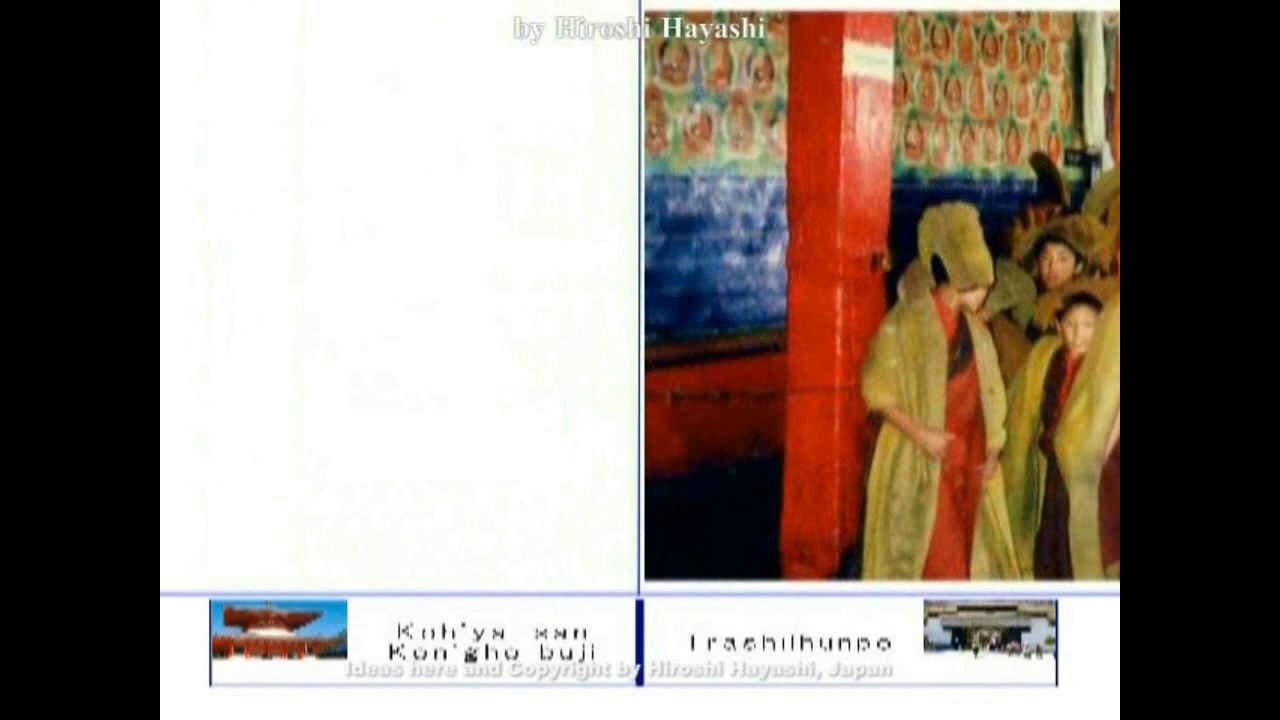 by Hiroshi Hayashi
Koh'ya san
Kon'gho buji
Trashilhunpo
Ideas here and Copyright by Hiroshi Hayashi, Japan